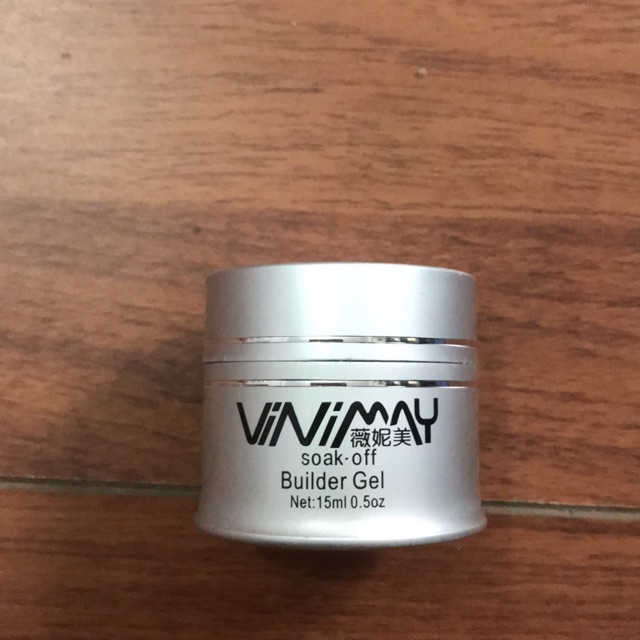 ViNiMAY
薇妮美
soak-off
Builder Gel
Net:15ml 0.5oz